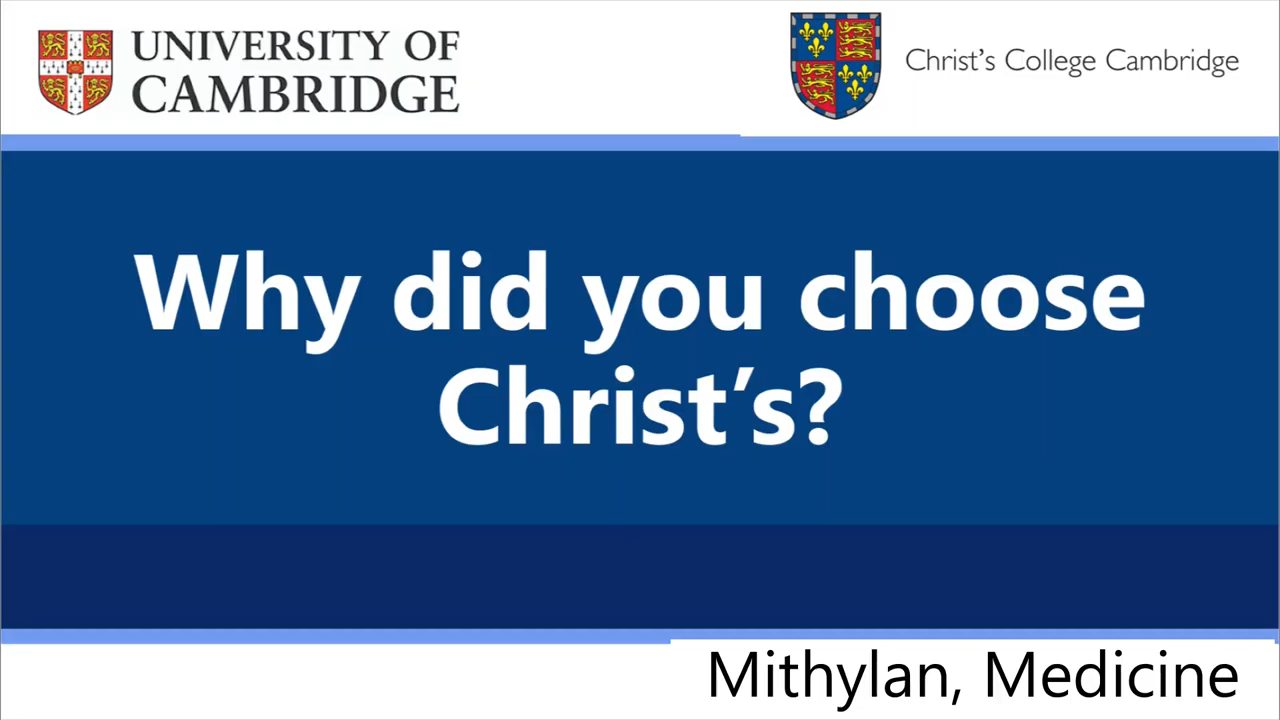 UNIVERSITY OF
CAMBRIDGE
Christ's College Cambridge
Why did you choose
Christ’s?
Mithylan, Medicine